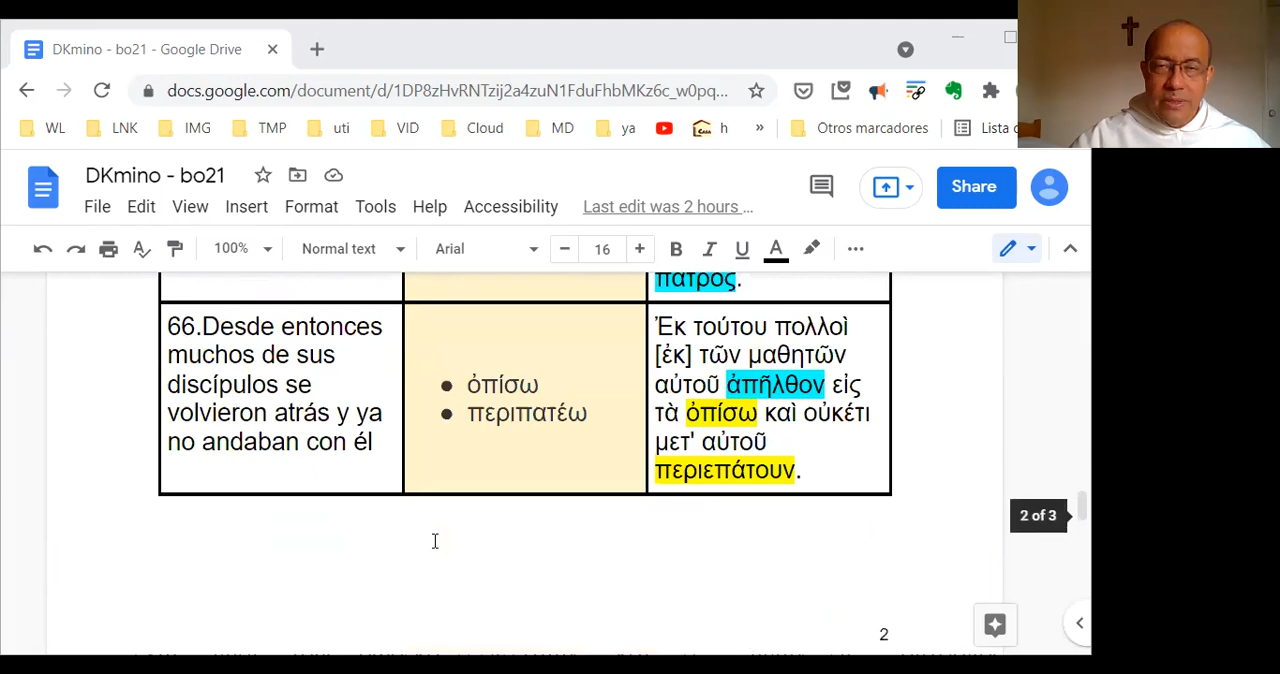 DKmino - bo21 - Google Drive
docs.google.com/document/d/1DP8zHvRNTzij2a4zuN1FduFhbMKz6c_w0pq...
WL LNK IMG TMP uti VID Cloud MD ya h » Otros marcadores Lista
DKmino - bo21
Share
File Edit View Insert Format Tools Help Accessibility Last edit was 2 hours ...
100% Normal text Arial 16 B I U A
πατρός.
66.Desde entonces
muchos de sus
discípulos se
volvieron atrás y ya
no andaban con él
ὀπίσω
περιπατέω
Ἐκ τούτου πολλοὶ
[ἐκ] τῶν μαθητῶν
αὐτοῦ ἀπῆλθον εἰς
τὰ ὀπίσω καὶ οὐκέτι
μετ' αὐτοῦ
περιεπάτουν.
2 of 3
2